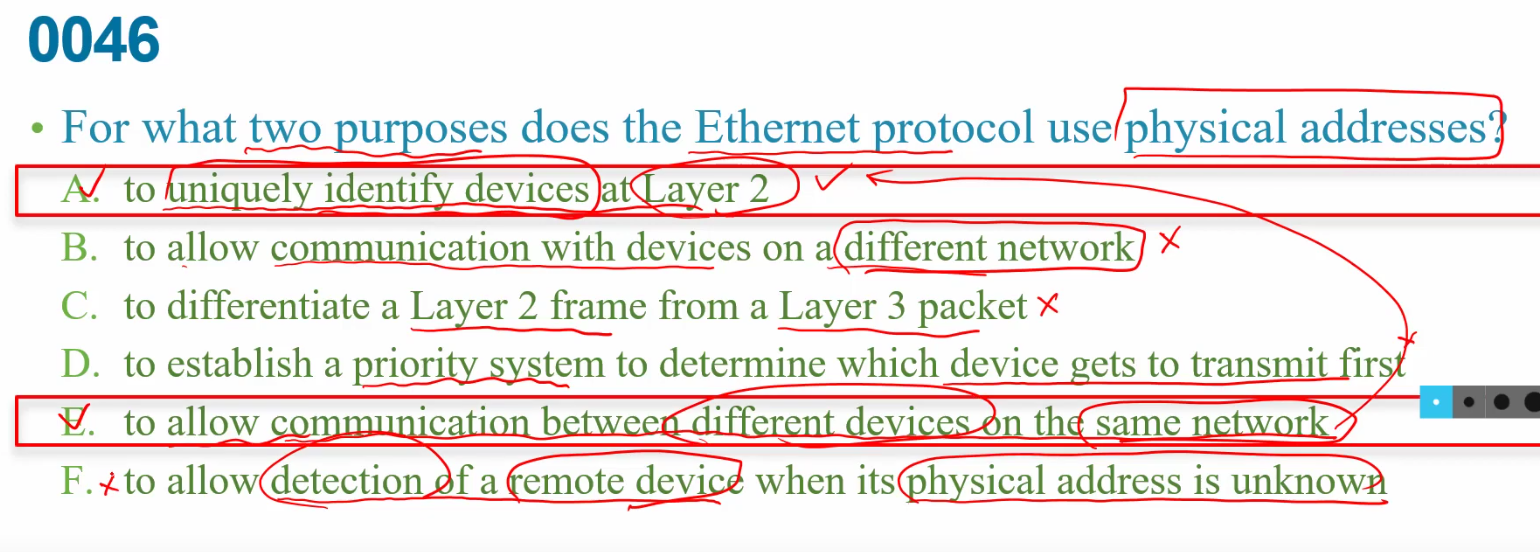 0046
• For what two purposes does the Ethernet protocol use physical addresses?
A. to uniquely identify devices at Layer 2
B. to allow communication with devices on a different network
C. to differentiate a Layer 2 frame from a Layer 3 packet
D. to establish a priority system to determine which device gets to transmit first
E. to allow communication between different devices on the same network
F. to allow detection of a remote device when its physical address is unknown